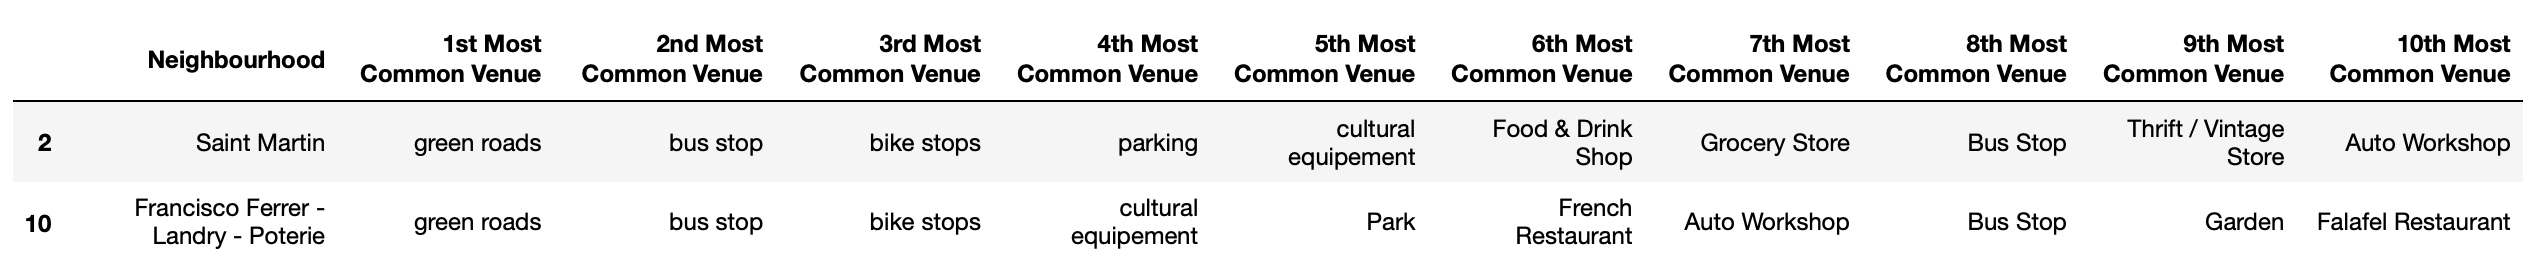 Neighbourhood 1st Most Common Venue 2nd Most Common Venue 3rd Most Common Venue 4th Most Common Venue 5th Most Common Venue 6th Most Common Venue 7th Most Common Venue 8th Most Common Venue 9th Most Common Venue 10th Most Common Venue
2 Saint Martin green roads bus stop bike stops parking cultural equipement Food & Drink Shop Grocery Store Bus Stop Thrift / Vintage Store Auto Workshop
10 Francisco Ferrer - Landry - Poterie green roads bus stop bike stops cultural equipement Park French Restaurant Auto Workshop Bus Stop Garden Falafel Restaurant